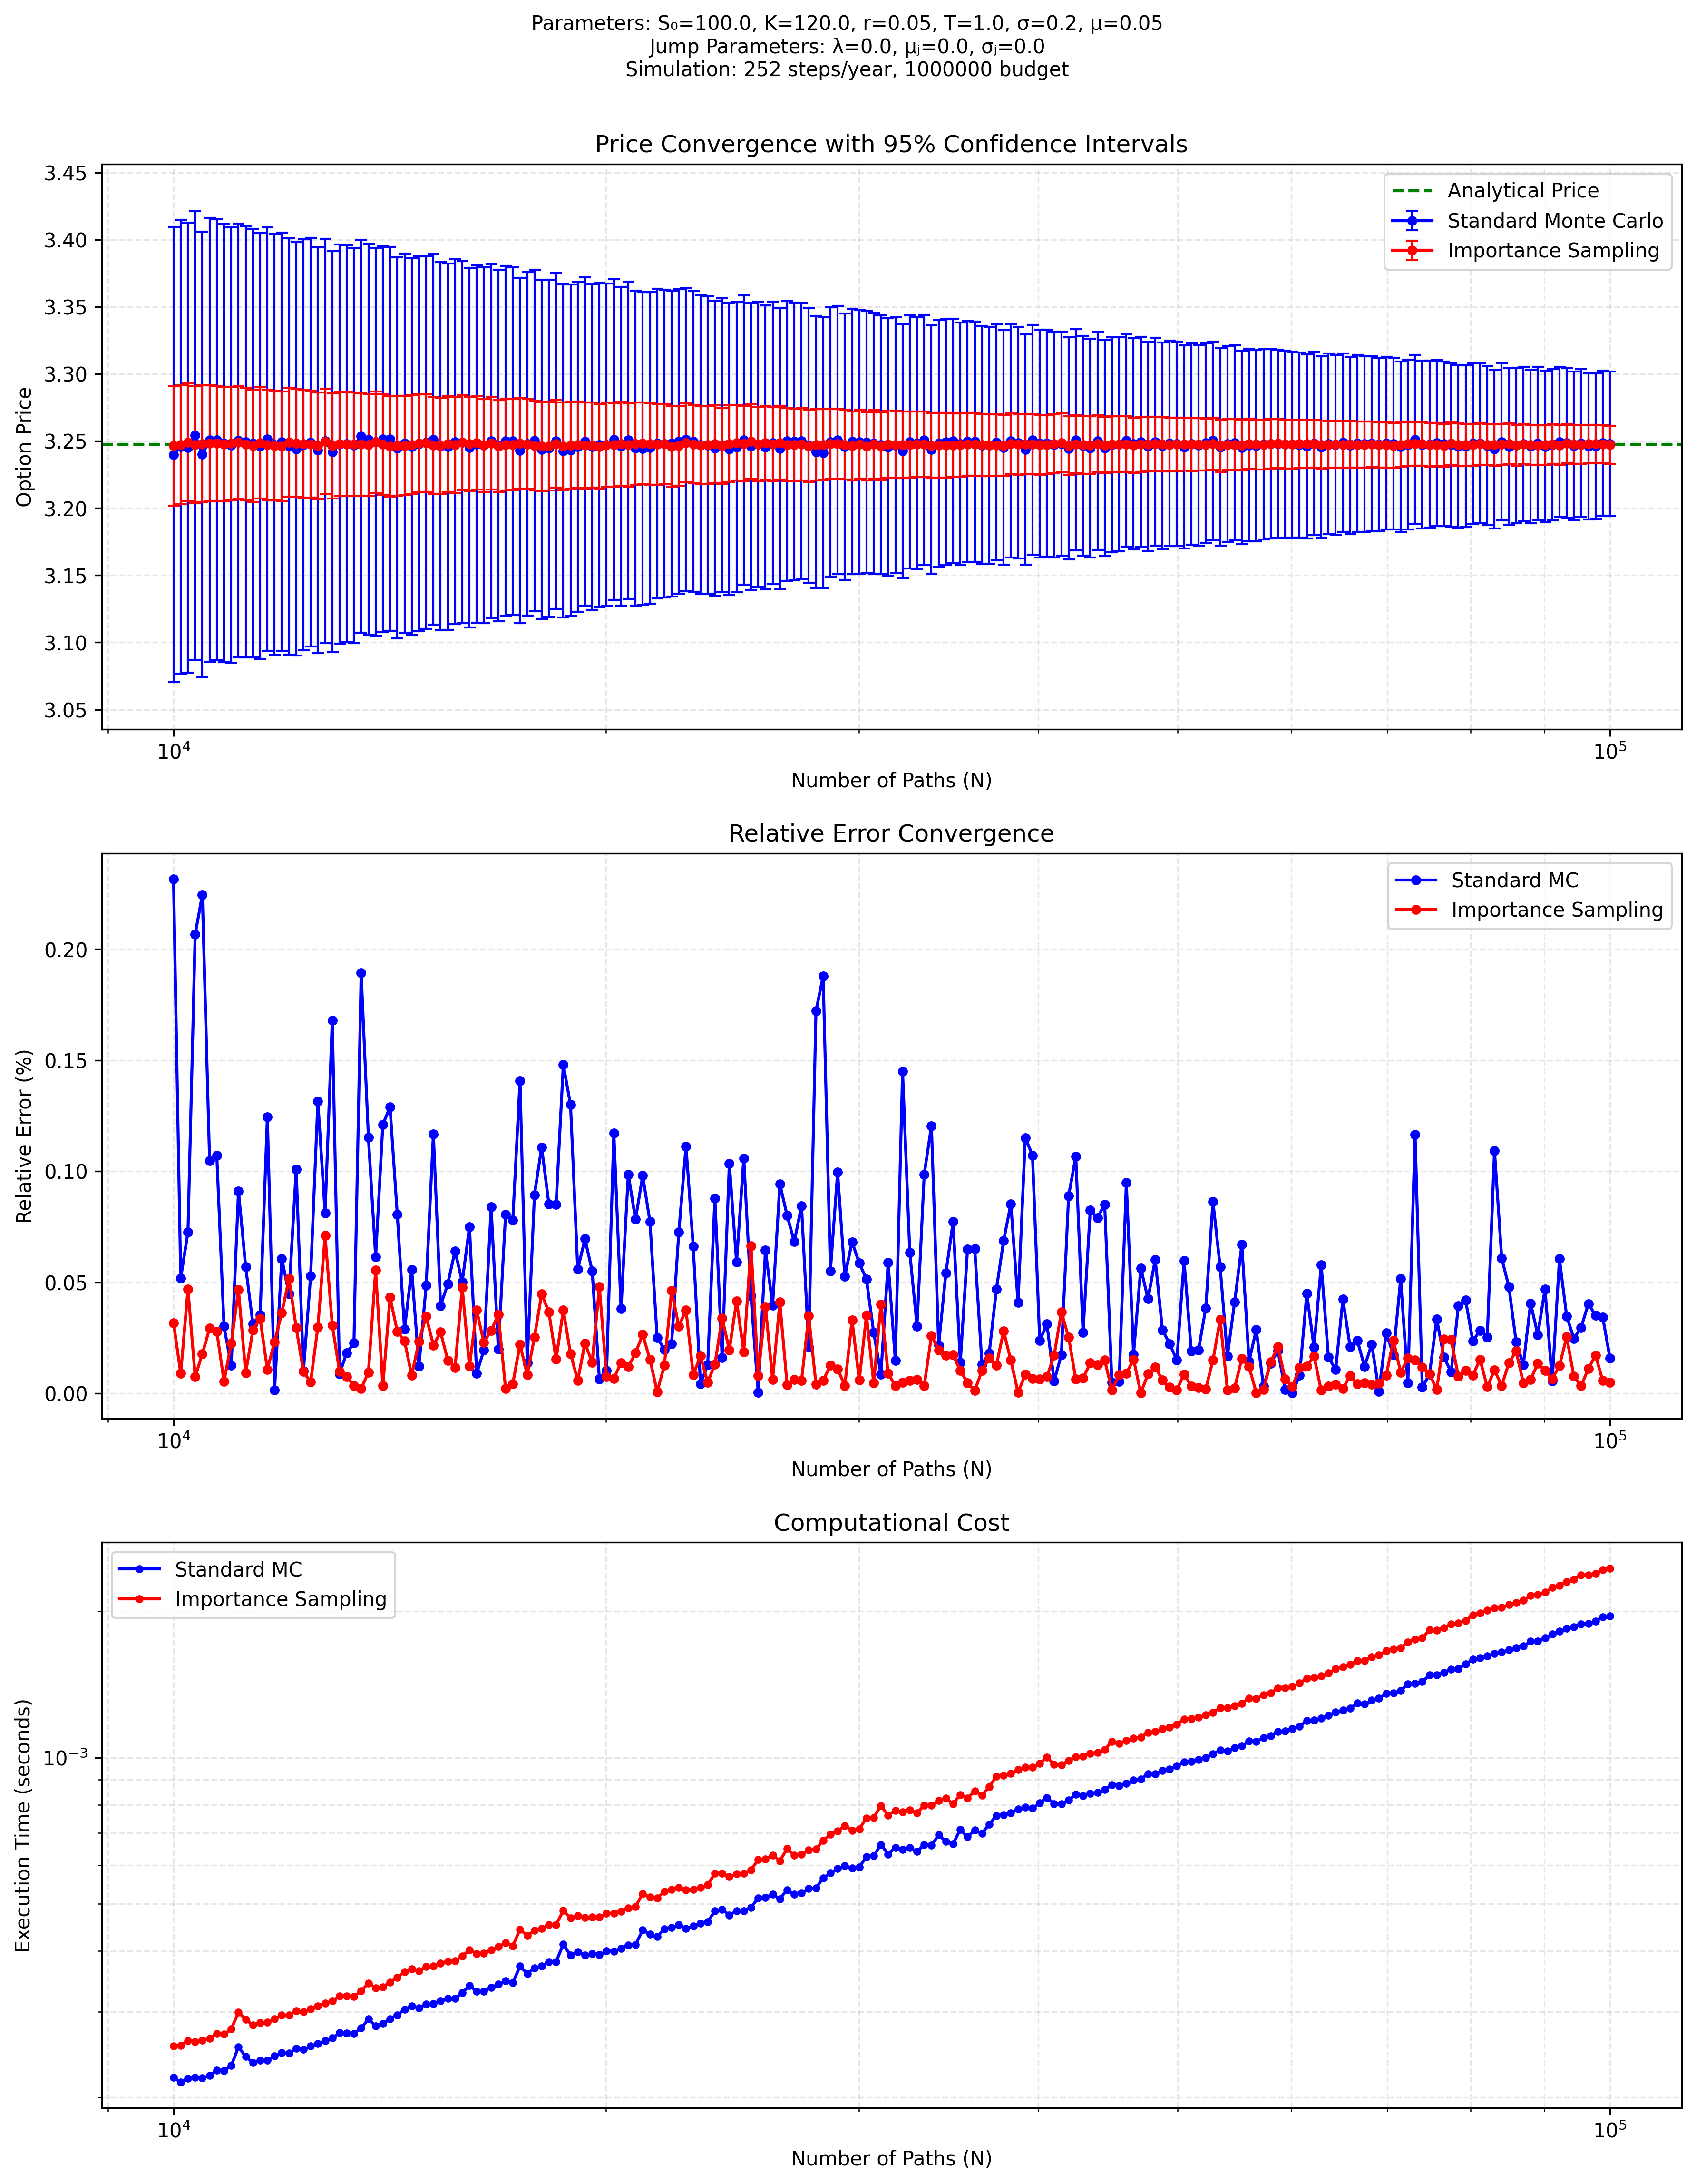 Parameters: S₀=100.0, K=120.0, r=0.05, T=1.0, σ=0.2, μ=0.05
Jump Parameters: λ=0.0, μⱼ=0.0, σⱼ=0.0
Simulation: 252 steps/year, 1000000 budget
Price Convergence with 95% Confidence Intervals
Analytical Price
Standard Monte Carlo
Importance Sampling
Option Price
3.45
3.40
3.35
3.30
3.25
3.20
3.15
3.10
3.05
10⁴
10⁵
Number of Paths (N)
Relative Error Convergence
Standard MC
Importance Sampling
Relative Error (%)
0.20
0.15
0.10
0.05
0.00
10⁴
10⁵
Number of Paths (N)
Computational Cost
Standard MC
Importance Sampling
Execution Time (seconds)
10⁻³
10⁴
10⁵
Number of Paths (N)